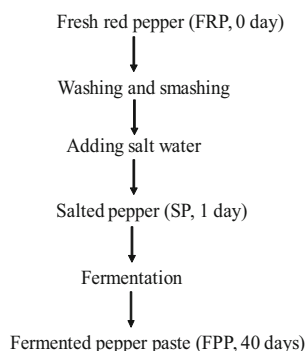 Fresh red pepper (FRP, 0 day)
Washing and smashing
Adding salt water
Salted pepper (SP, 1 day)
Fermentation
Fermented pepper paste (FPP, 40 days)